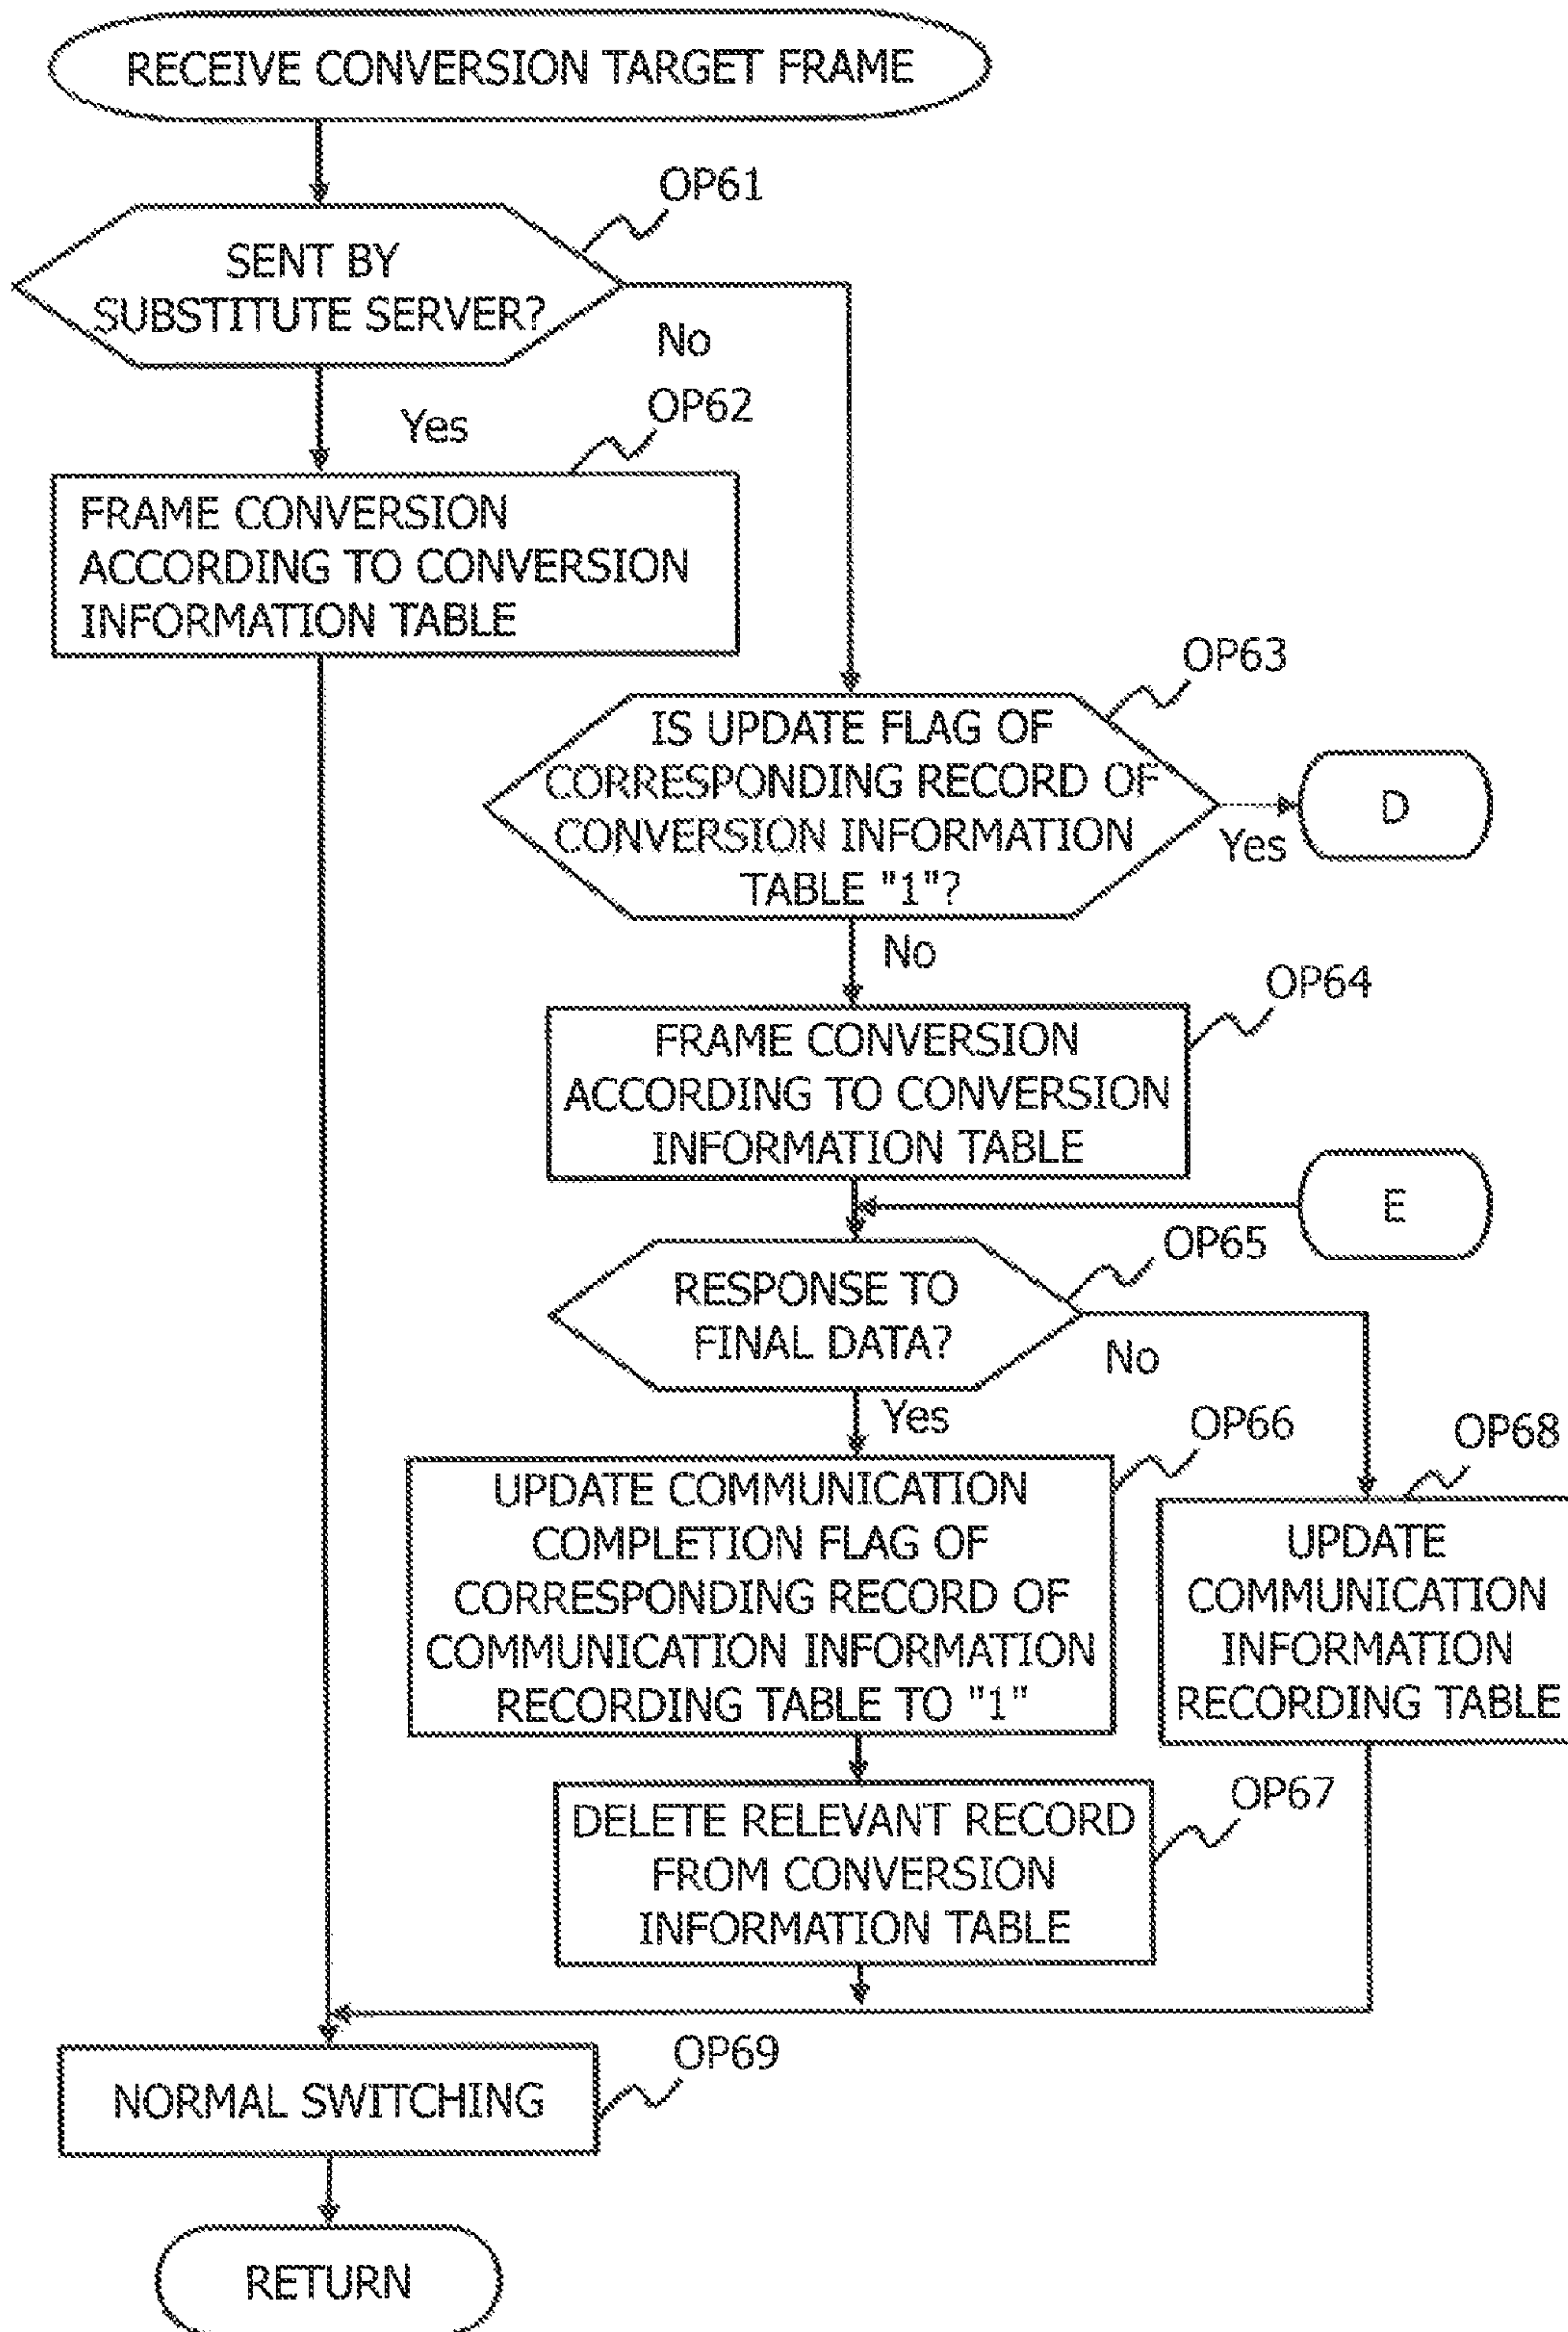 RECEIVE CONVERSION TARGET FRAME
OP61
SENT BY
SUBSTITUTE SERVER?
No
Yes
OP62
FRAME CONVERSION
ACCORDING TO CONVERSION
INFORMATION TABLE
OP63
IS UPDATE FLAG OF
CORRESPONDING RECORD OF
CONVERSION INFORMATION
TABLE "1"?
Yes
D
No
OP64
FRAME CONVERSION
ACCORDING TO CONVERSION
INFORMATION TABLE
E
OP65
RESPONSE TO
FINAL DATA?
No
Yes
OP66
UPDATE COMMUNICATION
COMPLETION FLAG OF
CORRESPONDING RECORD OF
COMMUNICATION INFORMATION
RECORDING TABLE TO "1"
OP68
UPDATE
COMMUNICATION
INFORMATION
RECORDING TABLE
OP67
DELETE RELEVANT RECORD
FROM CONVERSION
INFORMATION TABLE
OP69
NORMAL SWITCHING
RETURN